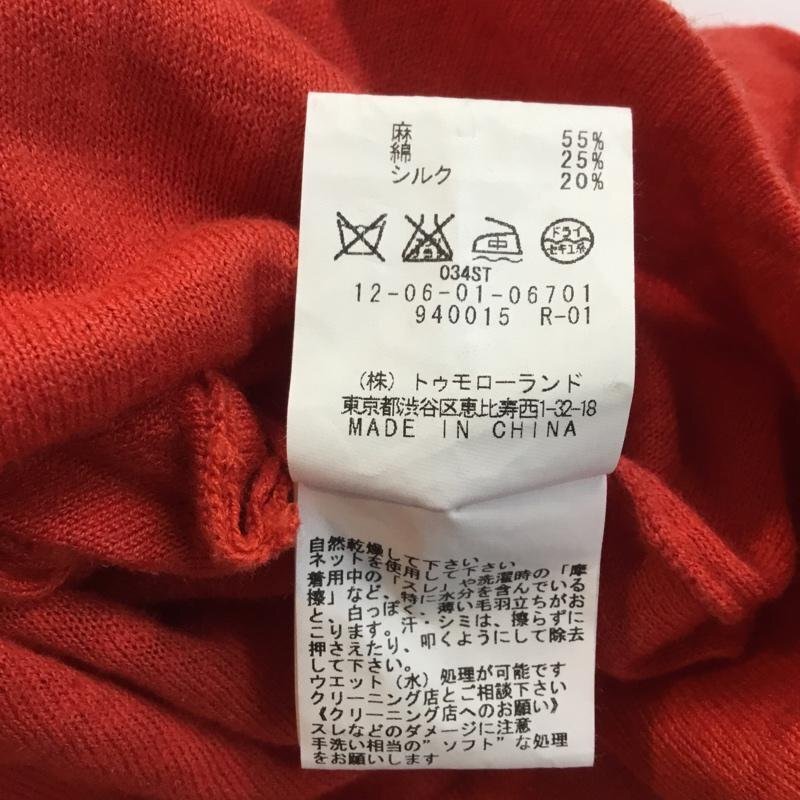 麻 55%
綿 25%
シルク 20%
ドライ
セキユ系
034ST
12-06-01-06701
940015 R-01
（株）トゥモローランド
東京都渋谷区恵比寿西1-32-18
MADE IN CHINA
自然乾燥して下さい
ネットを使用して下さい
着用中の「スレ」や洗濯時の「摩
擦」など、特に水分を含んでいる
と、白っぽく、薄い毛羽立ちがお
こります。汗・シミは、擦らずに
押さえたり、叩くようにして除去
して下さい。
ウエット（水）処理が可能です
クリーニング店とご相談下さい
《クリーニング店へのお願い》
スレなどのダメージに注意
手洗い相当の"ソフト"な処理
をお願いします